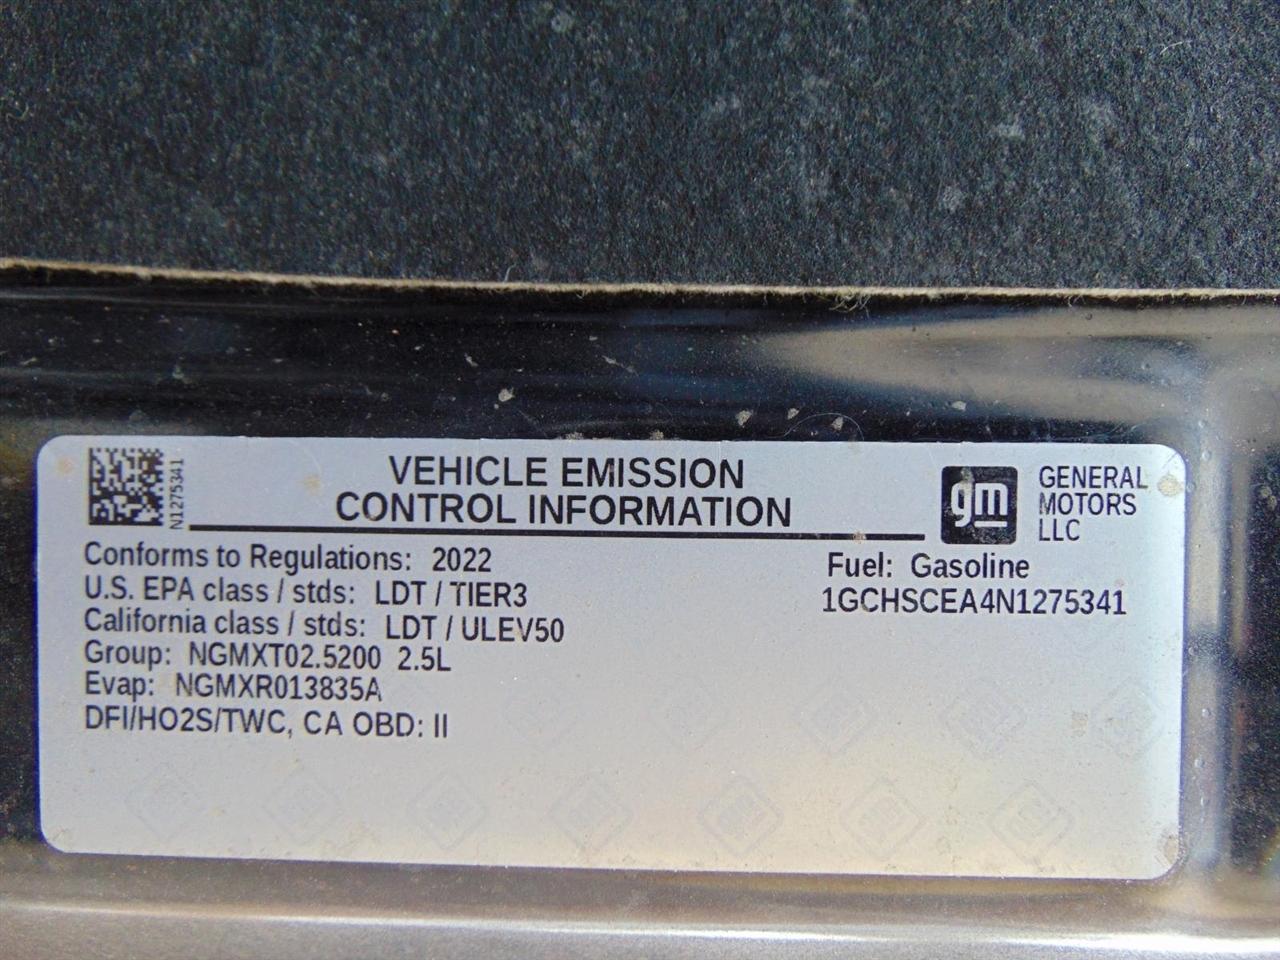 N1275341
VEHICLE EMISSION
CONTROL INFORMATION
gm
GENERAL
MOTORS
LLC
Conforms to Regulations: 2022
U.S. EPA class / stds: LDT / TIER3
California class / stds: LDT / ULEV50
Group: NGMXT02.5200 2.5L
Evap: NGMXR013835A
DFI/HO2S/TWC, CA OBD: II
Fuel: Gasoline
1GCHSCEA4N1275341